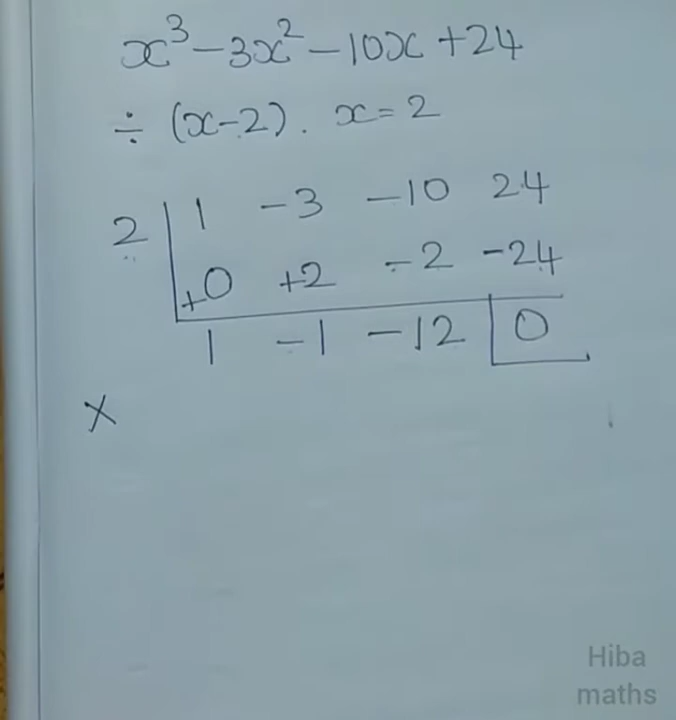 x³-3x²-10x+24
÷ (x-2). x=2
2 | 1 -3 -10 24
+0 +2 -2 -24
1 -1 -12 0
x
Hiba
maths